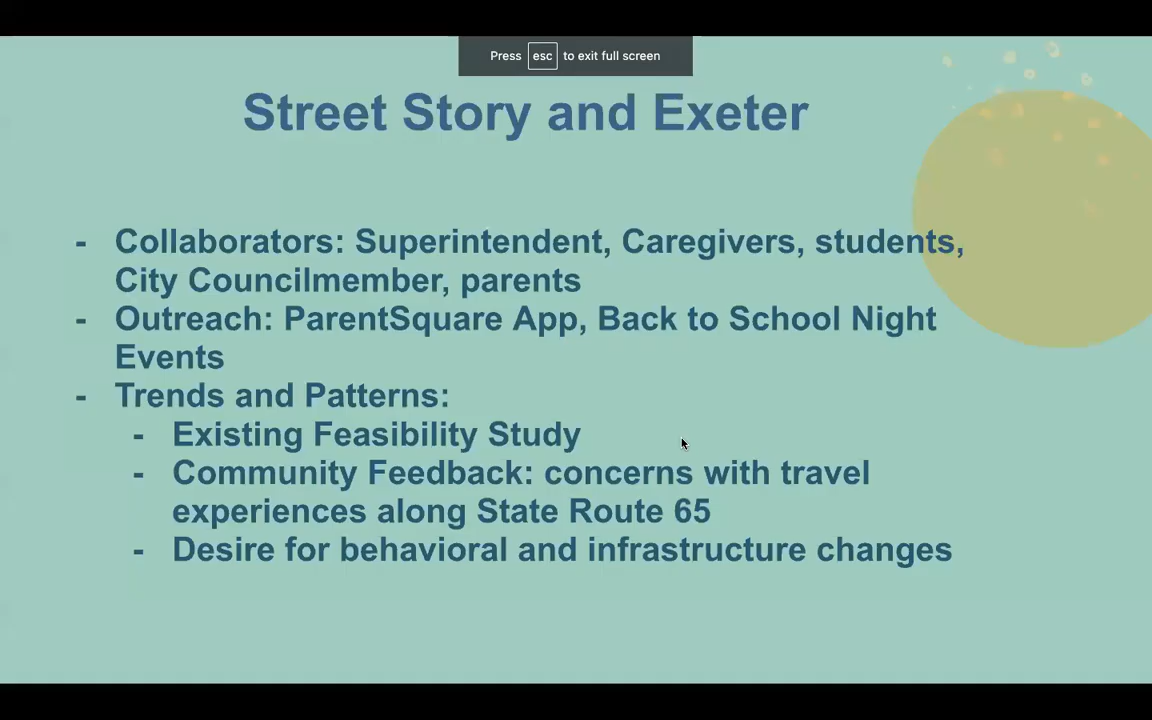 Press esc to exit full screen
Street Story and Exeter
- Collaborators: Superintendent, Caregivers, students,
City Councilmember, parents
- Outreach: ParentSquare App, Back to School Night
Events
- Trends and Patterns:
- Existing Feasibility Study
- Community Feedback: concerns with travel
experiences along State Route 65
- Desire for behavioral and infrastructure changes